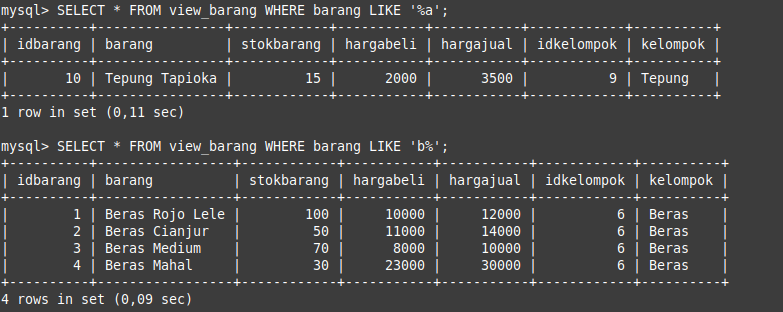 mysql> SELECT * FROM view_barang WHERE barang LIKE '%a';
+----------+----------------+------------+-----------+-----------+------------+----------+
| idbarang | barang         | stokbarang | hargabeli | hargajual | idkelompok | kelompok |
+----------+----------------+------------+-----------+-----------+------------+----------+
|       10 | Tepung Tapioka |         15 |      2000 |      3500 |          9 | Tepung   |
+----------+----------------+------------+-----------+-----------+------------+----------+
1 row in set (0,11 sec)
mysql> SELECT * FROM view_barang WHERE barang LIKE 'b%';
+----------+-----------------+------------+-----------+-----------+------------+----------+
| idbarang | barang          | stokbarang | hargabeli | hargajual | idkelompok | kelompok |
+----------+-----------------+------------+-----------+-----------+------------+----------+
|        1 | Beras Rojo Lele |        100 |     10000 |     12000 |          6 | Beras    |
|        2 | Beras Cianjur   |         50 |     11000 |     14000 |          6 | Beras    |
|        3 | Beras Medium    |         70 |      8000 |     10000 |          6 | Beras    |
|        4 | Beras Mahal     |         30 |     23000 |     30000 |          6 | Beras    |
+----------+-----------------+------------+-----------+-----------+------------+----------+
4 rows in set (0,09 sec)